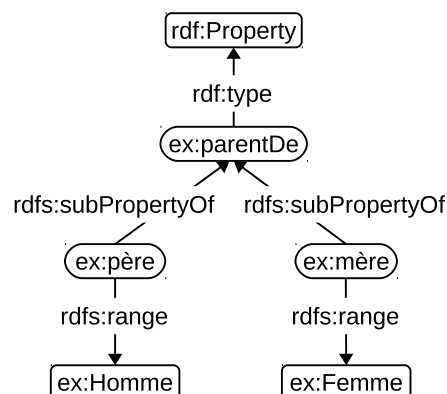 rdf:Property
rdf:type
ex:parentDe
rdfs:subPropertyOf rdfs:subPropertyOf
ex:père ex:mère
rdfs:range rdfs:range
ex:Homme ex:Femme